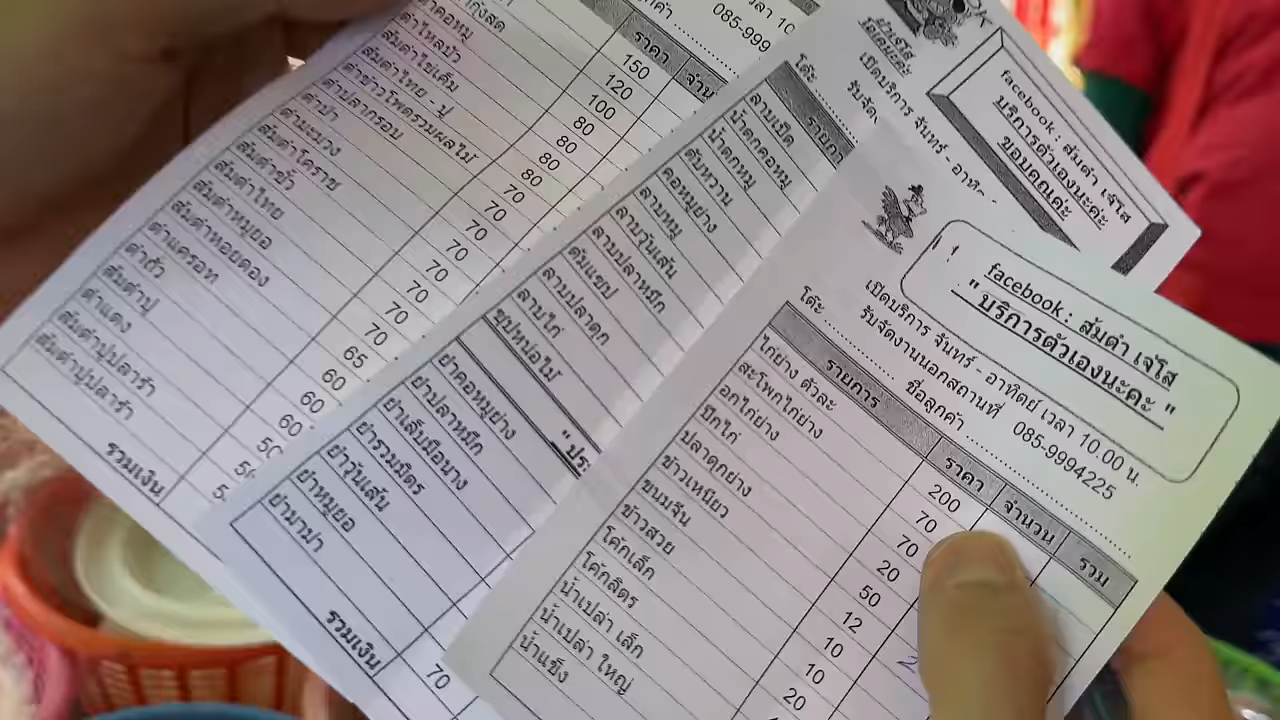 facebook : ส้มตำ เจ๋โส
" บริการตัวเองนะคะ "
เปิดบริการ จันทร์ - อาทิตย์ เวลา 10.00 น.
รับจัดงานนอกสถานที่ 085-9994225
โต๊ะ ............ ชื่อลูกค้า ............
รายการ ราคา จำนวน รวม
ไก่ย่าง ตัวละ 200
สะโพกไก่ย่าง 70
อกไก่ย่าง 70
ปีกไก่ 20
ปลาดุกย่าง 50
ข้าวเหนียว 12
ขนมจีน 10
ข้าวสวย 10
โค้กเล็ก 20
โค้กลิตร
น้ำเปล่า เล็ก
น้ำเปล่า ใหญ่
น้ำแข็ง
facebook : ส้มตำ เจ๋โส
บริการตัวเองนะค่ะ
ขอบคุณค่ะ
เปิดบริการ จันทร์ -
โต๊ะ
ลาบเป็ด
น้ำตกคอหมู
น้ำตกหมู
ตับหวาน
คอหมูย่าง
ลาบหมู
ลาบวุ้นเส้น
ลาบปลาหมึก
ต้มแซ่บ
ลาบปลาดุก
ลาบไก่
ซุปหน่อไม้
ยำคอหมูย่าง
ยำปลาหมึก
ยำเล็บมือนาง
ยำรวมมิตร
ยำวุ้นเส้น
ยำหมูยอ
ยำมาม่า 70
รวมเงิน
085-999
ราคา
150
ตำไหลบัว 120
ส้มตำไข่เค็ม 100
ส้มตำไทย - ปู 80
ตำข้าวโพดรวมผลไม้ 80
ตำปลากรอบ 80
ตำป่า 80
ตำมะม่วง 70
ส้มตำโคราช 70
ส้มตำซั่ว 70
ส้มตำไทย 70
ส้มตำหมูยอ 70
ส้มตำหอยดอง 70
ตำแครอท 65
ตำถั่ว 60
ส้มตำปู 60
ตำแตง 60
ส้มตำปูปลาร้า
ส้มตำปูปลาร้า
รวมเงิน